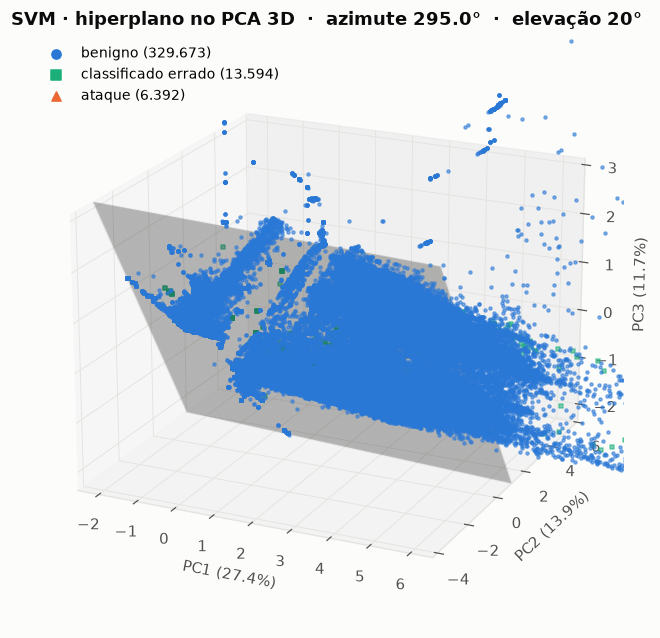 SVM · hiperplano no PCA 3D · azimute 295.0° · elevação 20°
benigno (329.673)
classificado errado (13.594)
ataque (6.392)
3
2
1
0
−1
−2
PC3 (11.7%)
4
2
0
−2
−4
PC2 (13.9%)
−2
−1
0
1
2
3
4
5
6
PC1 (27.4%)